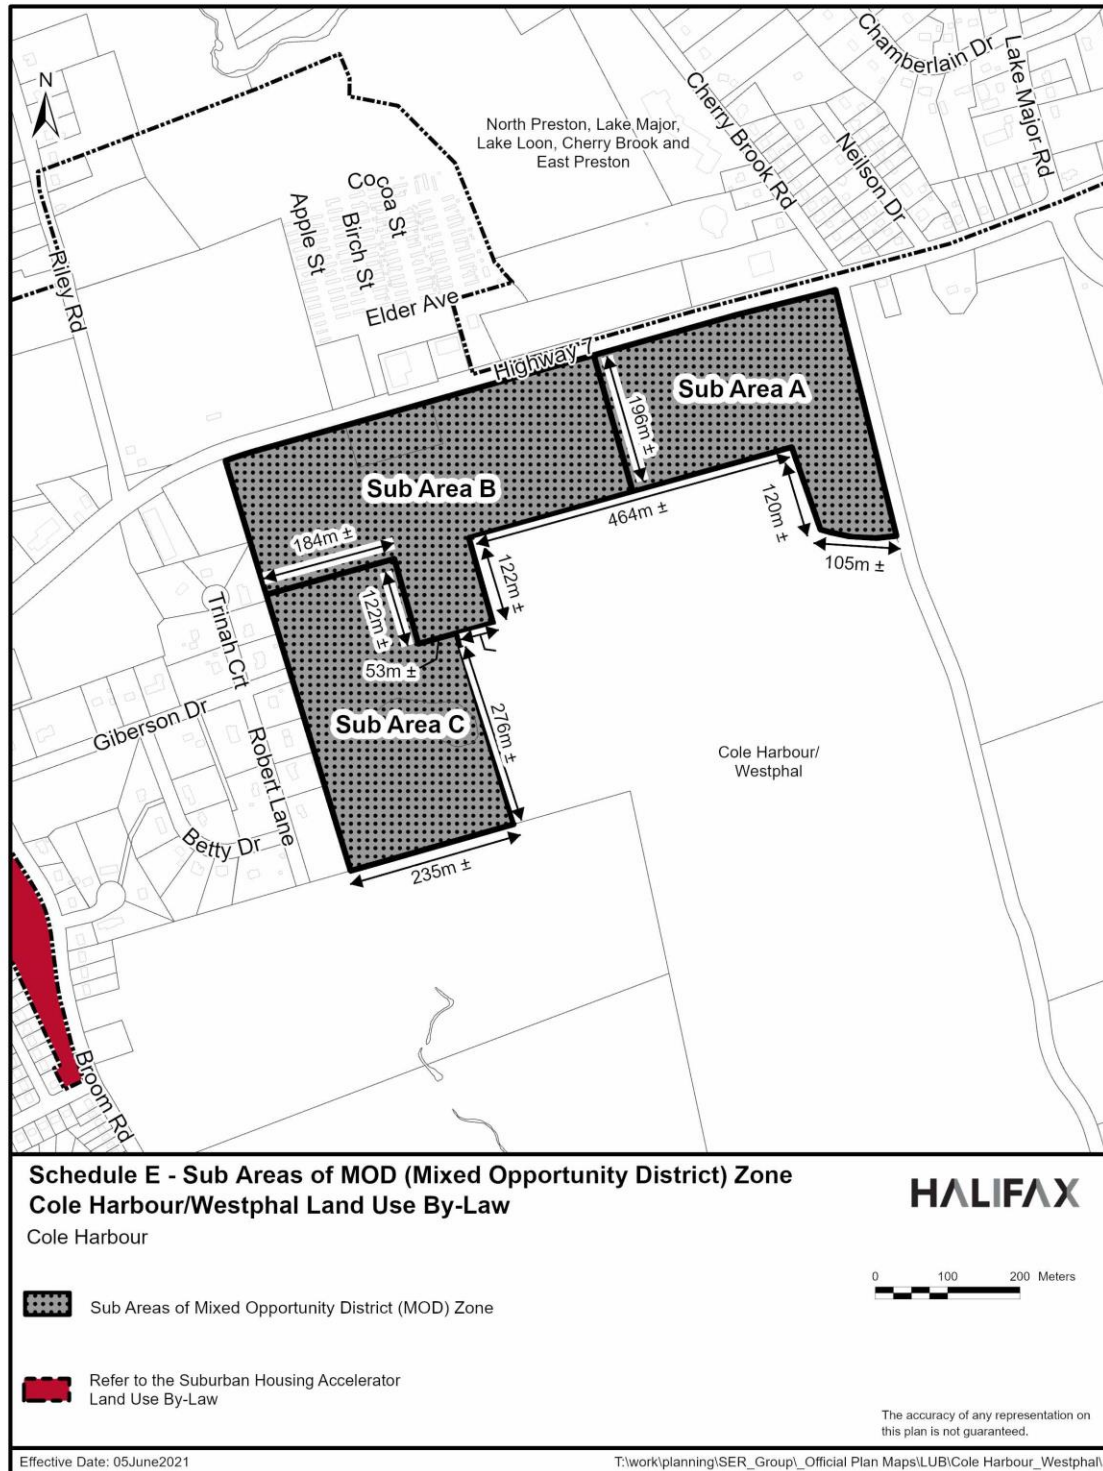 Chamberlain Dr
Lake Major Rd
N
North Preston, Lake Major,
Lake Loon, Cherry Brook and
East Preston
Cherry Brook Rd
Neilson Dr
Cocoa St
Apple St
Birch St
Riley Rd
Elder Ave
Highway 7
Sub Area A
196m ±
Sub Area B
464m ±
120m ±
184m ±
105m ±
122m ±
122m ±
Trinah Crt
53m ±
Sub Area C
276m ±
Giberson Dr
Robert Lane
Cole Harbour/
Westphal
Betty Dr
235m ±
Broom Rd
Schedule E - Sub Areas of MOD (Mixed Opportunity District) Zone
Cole Harbour/Westphal Land Use By-Law
Cole Harbour
HALIFAX
0 100 200 Meters
Sub Areas of Mixed Opportunity District (MOD) Zone
Refer to the Suburban Housing Accelerator
Land Use By-Law
The accuracy of any representation on
this plan is not guaranteed.
Effective Date: 05June2021
T:\work\planning\SER_Group\_Official Plan Maps\LUB\Cole Harbour_Westphal\